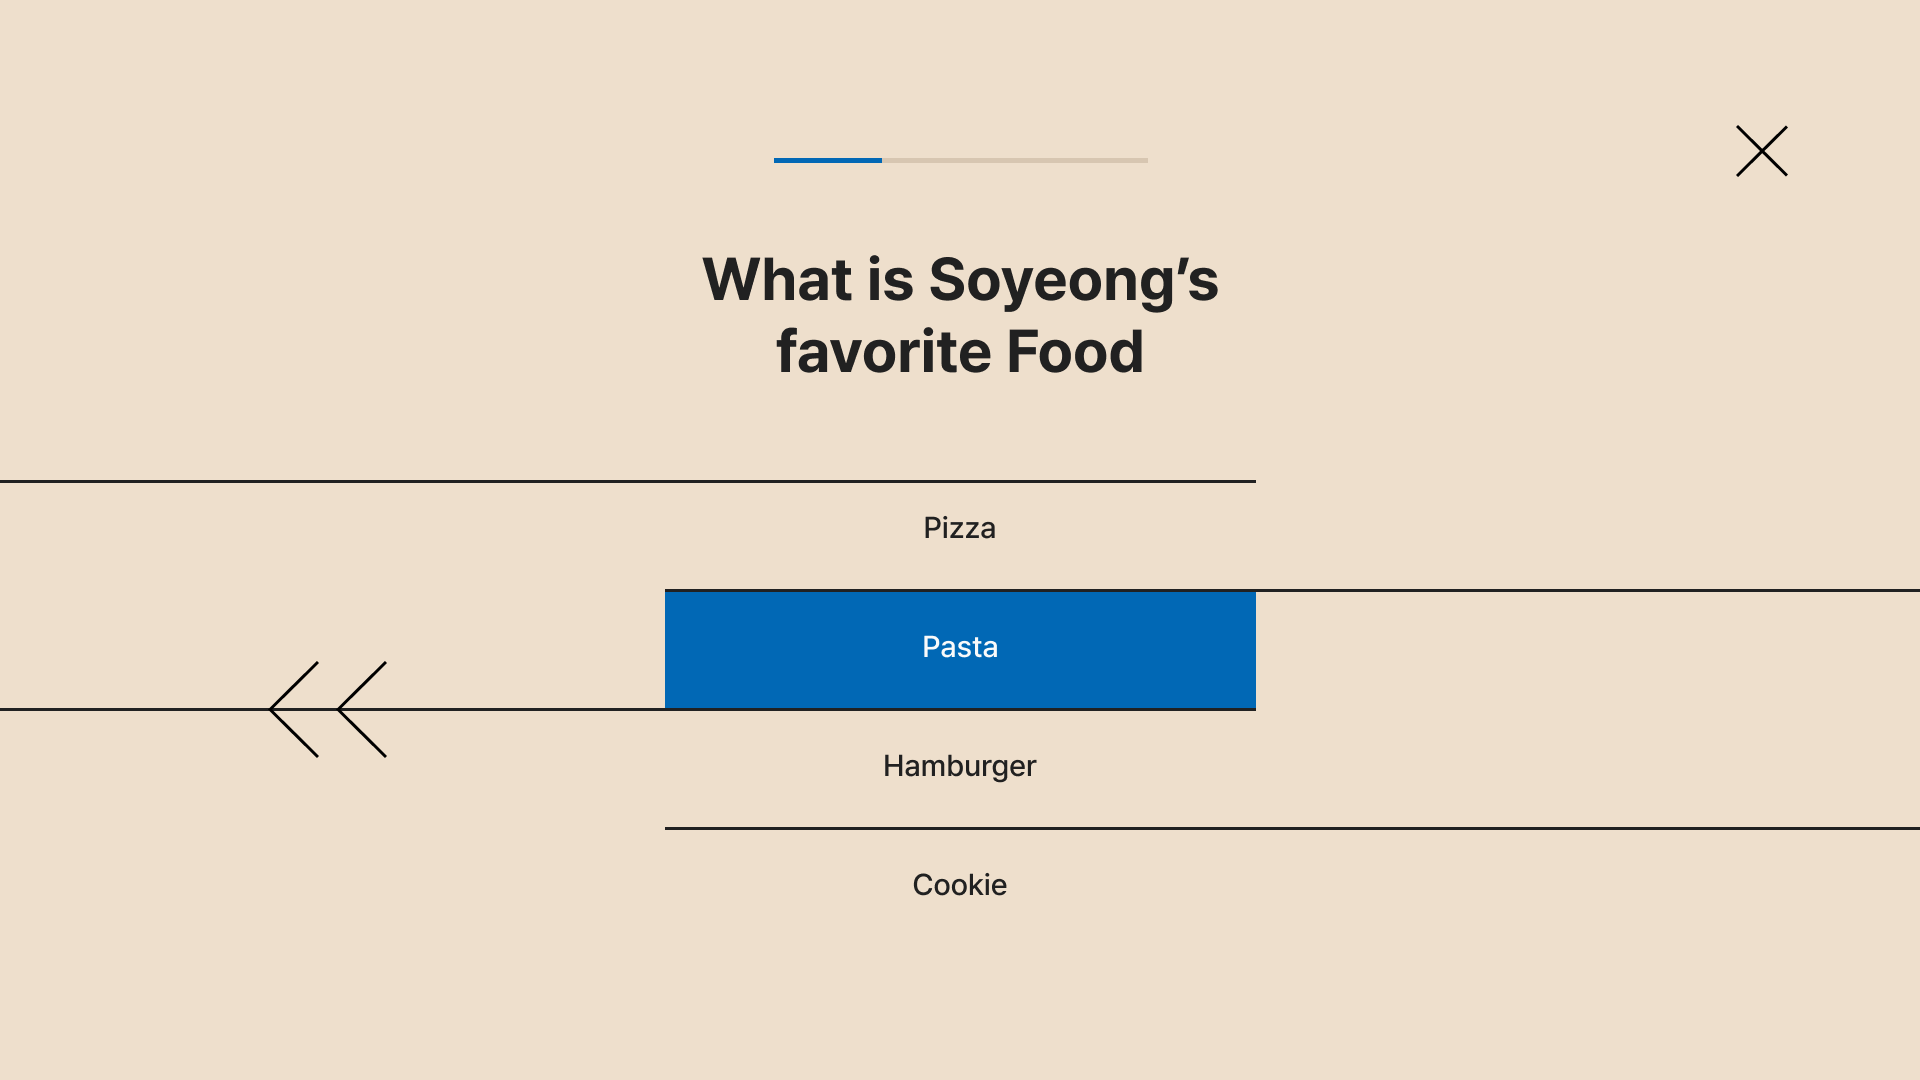 What is Soyeong’s
favorite Food
Pizza
Pasta
Hamburger
Cookie